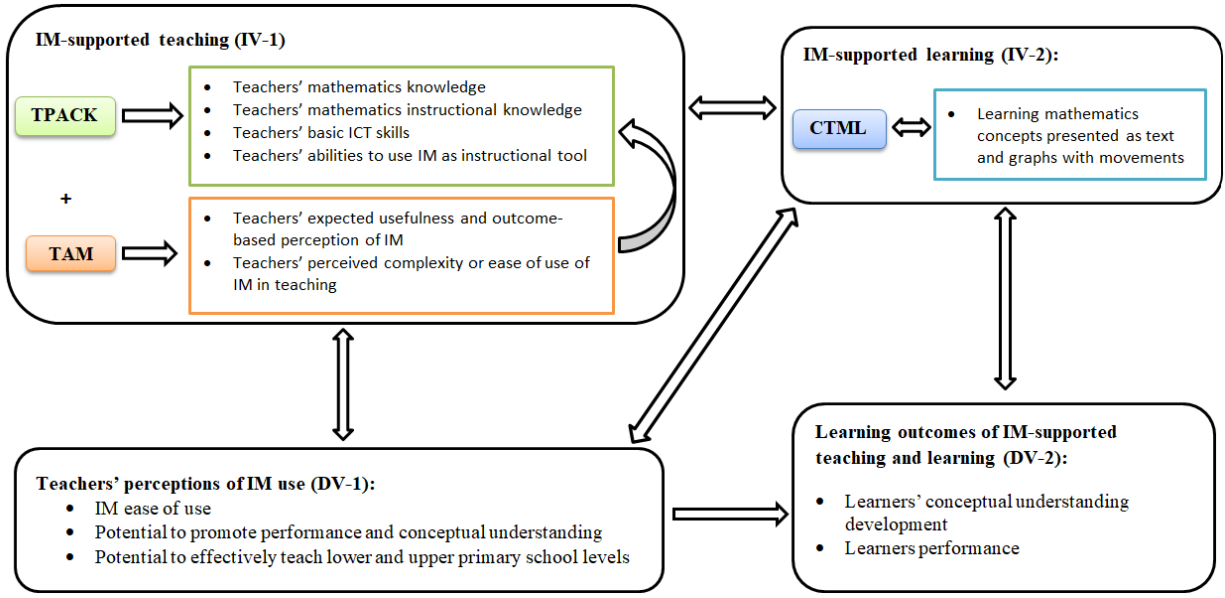 IM-supported teaching (IV-1)
TPACK
• Teachers’ mathematics knowledge
• Teachers’ mathematics instructional knowledge
• Teachers’ basic ICT skills
• Teachers’ abilities to use IM as instructional tool
+
TAM
• Teachers’ expected usefulness and outcome-
based perception of IM
• Teachers’ perceived complexity or ease of use of
IM in teaching
IM-supported learning (IV-2):
CTML
• Learning mathematics
concepts presented as text
and graphs with movements
Teachers’ perceptions of IM use (DV-1):
• IM ease of use
• Potential to promote performance and conceptual understanding
• Potential to effectively teach lower and upper primary school levels
Learning outcomes of IM-supported
teaching and learning (DV-2):
• Learners’ conceptual understanding
development
• Learners performance